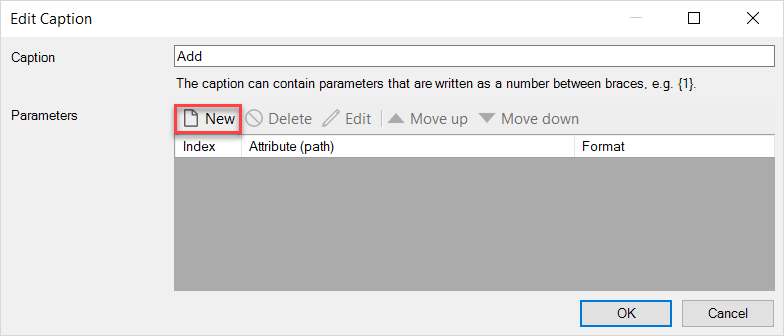 Edit Caption
Caption
Add
The caption can contain parameters that are written as a number between braces, e.g. {1}.
Parameters
New Delete Edit Move up Move down
Index Attribute (path) Format
OK Cancel